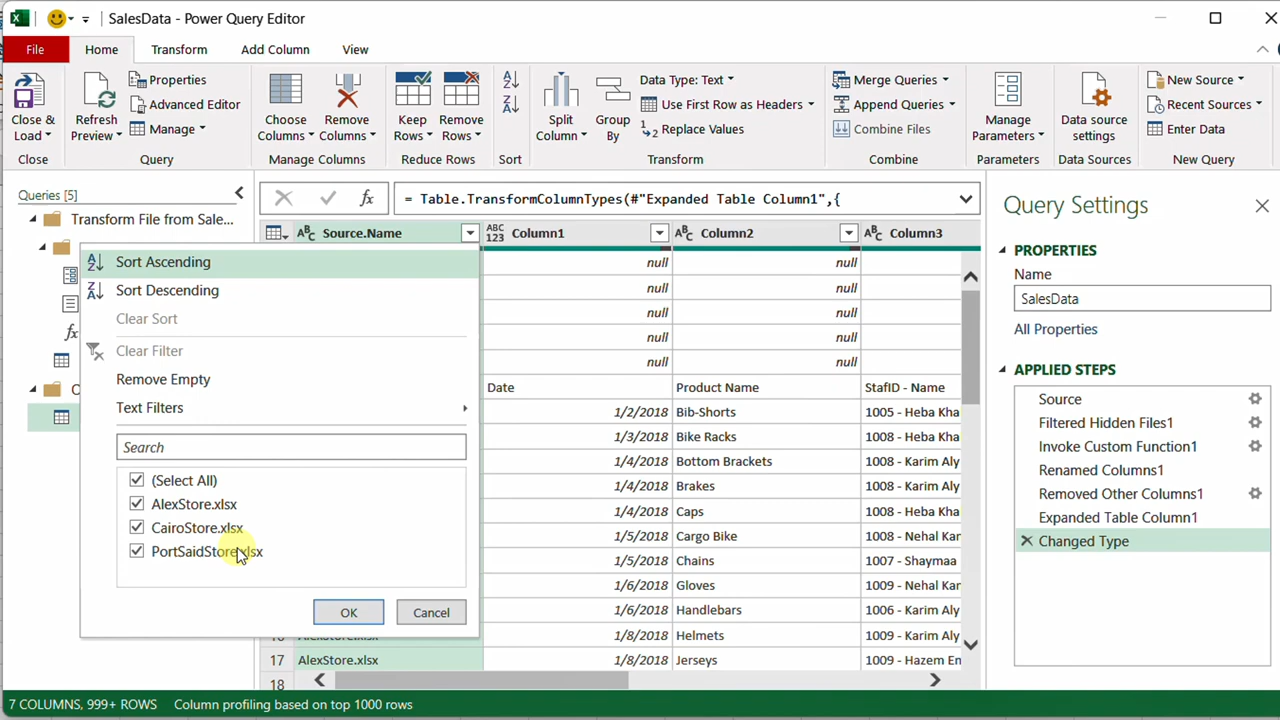 SalesData - Power Query Editor
File Home Transform Add Column View
Close & Load
Close
Refresh Preview
Properties
Advanced Editor
Manage
Query
Choose Columns
Remove Columns
Manage Columns
Keep Rows
Remove Rows
Reduce Rows
Sort
Split Column
Group By
Data Type: Text
Use First Row as Headers
Replace Values
Transform
Merge Queries
Append Queries
Combine Files
Combine
Manage Parameters
Parameters
Data source settings
Data Sources
New Source
Recent Sources
Enter Data
New Query
Queries [5]
Transform File from Sale...
fx
O
fx = Table.TransformColumnTypes(#"Expanded Table Column1",{
ABC Source.Name ABC 123 Column1 ABC Column2 ABC Column3
Sort Ascending
Sort Descending
Clear Sort
Clear Filter
Remove Empty
Text Filters
Search
(Select All)
AlexStore.xlsx
CairoStore.xlsx
PortSaidStore.xlsx
OK Cancel
null null
null null
null null
null null
null null
Date Product Name StafID - Name
1/2/2018 Bib-Shorts 1005 - Heba Kha
1/3/2018 Bike Racks 1008 - Heba Kha
1/4/2018 Bottom Brackets 1008 - Karim Aly
1/4/2018 Brakes 1008 - Karim Aly
1/4/2018 Caps 1008 - Heba Kha
1/5/2018 Cargo Bike 1008 - Nehal Kan
1/5/2018 Chains 1007 - Shaymaa
1/6/2018 Gloves 1009 - Nehal Kan
1/6/2018 Handlebars 1006 - Karim Aly
1/8/2018 Helmets 1009 - Karim Aly
17 AlexStore.xlsx 1/8/2018 Jerseys 1009 - Hazem Em
18
Query Settings
PROPERTIES
Name
SalesData
All Properties
APPLIED STEPS
Source
Filtered Hidden Files1
Invoke Custom Function1
Renamed Columns1
Removed Other Columns1
Expanded Table Column1
Changed Type
7 COLUMNS, 999+ ROWS Column profiling based on top 1000 rows